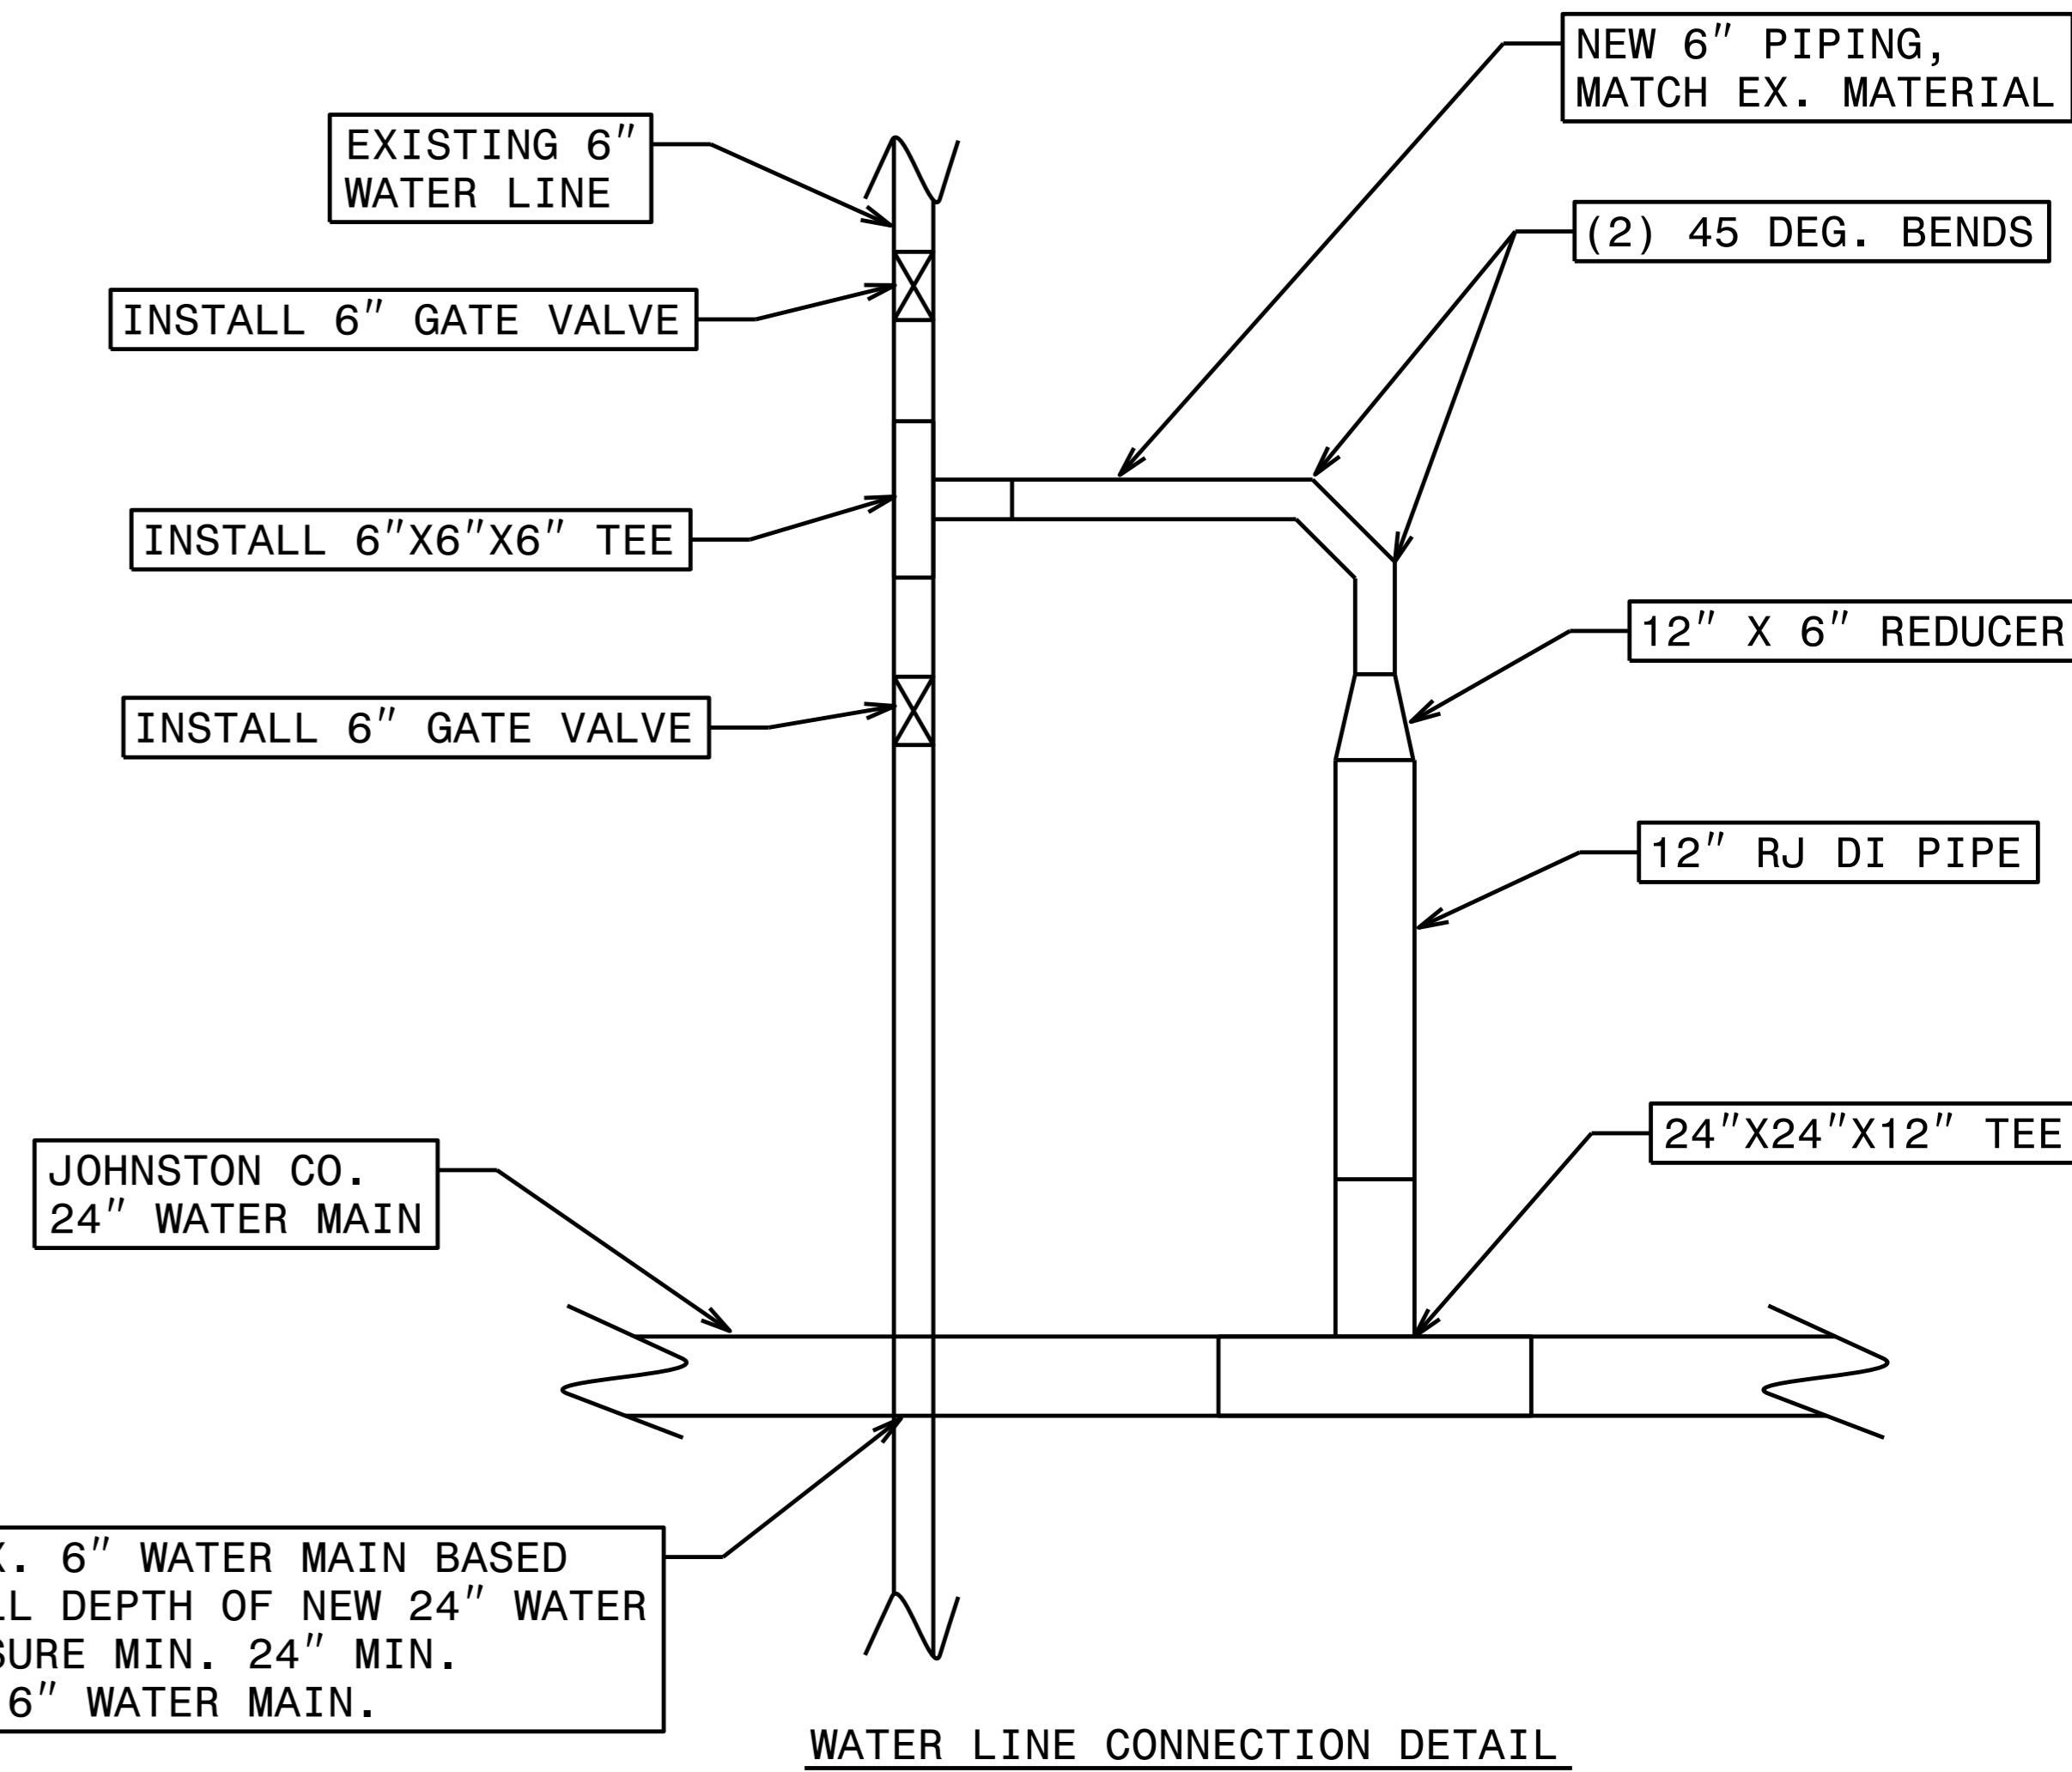 NEW 6" PIPING,
MATCH EX. MATERIAL
EXISTING 6"
WATER LINE
(2) 45 DEG. BENDS
INSTALL 6" GATE VALVE
INSTALL 6"X6"X6" TEE
12" X 6" REDUCER
INSTALL 6" GATE VALVE
12" RJ DI PIPE
24"X24"X12" TEE
JOHNSTON CO.
24" WATER MAIN
6" WATER MAIN BASED
DEPTH OF NEW 24" WATER
MIN. 24" MIN.
6" WATER MAIN.
WATER LINE CONNECTION DETAIL